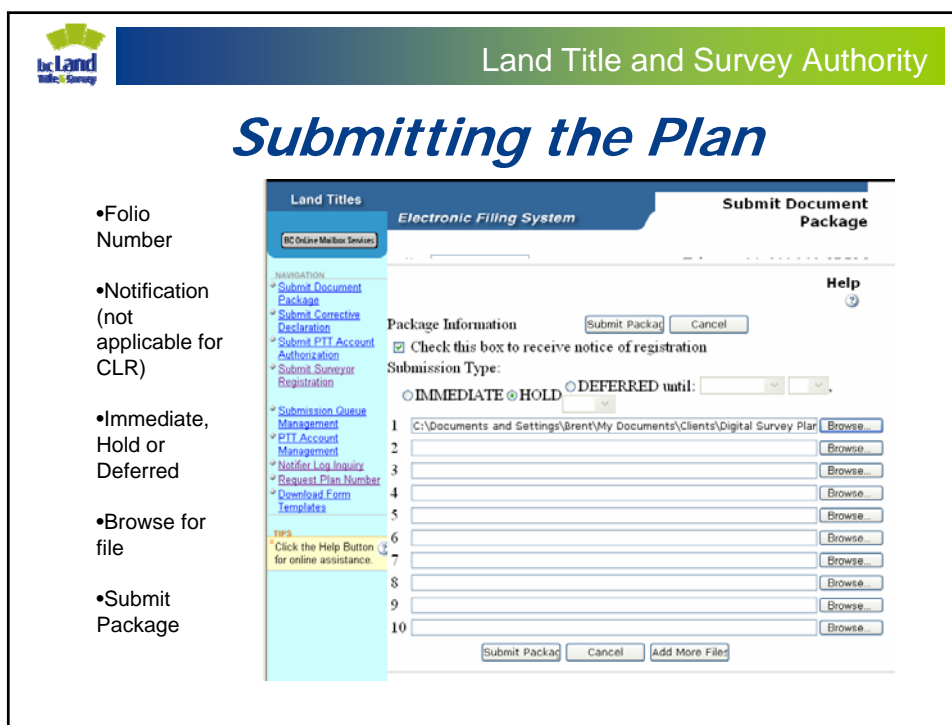 bc Land
Title & Survey
Land Title and Survey Authority
Submitting the Plan
•Folio
Number
•Notification
(not
applicable for
CLR)
•Immediate,
Hold or
Deferred
•Browse for
file
•Submit
Package
Land Titles
BC OnLine Mailbox Services
Electronic Filing System
Submit Document
Package
NAVIGATION
Submit Document
Package
Submit Corrective
Declaration
Submit PTT Account
Authorization
Submit Surveyor
Registration
Submission Queue
Management
PTT Account
Management
Notifier Log Inquiry
Request Plan Number
Download Form
Templates
TIPS
Click the Help Button ?
for online assistance.
Help
?
Package Information Submit Packag Cancel
Check this box to receive notice of registration
Submission Type:
IMMEDIATE HOLD DEFERRED until: ,
1 C:\Documents and Settings\Brent\My Documents\Clients\Digital Survey Plan Browse...
2 Browse...
3 Browse...
4 Browse...
5 Browse...
6 Browse...
7 Browse...
8 Browse...
9 Browse...
10 Browse...
Submit Packag Cancel Add More Files